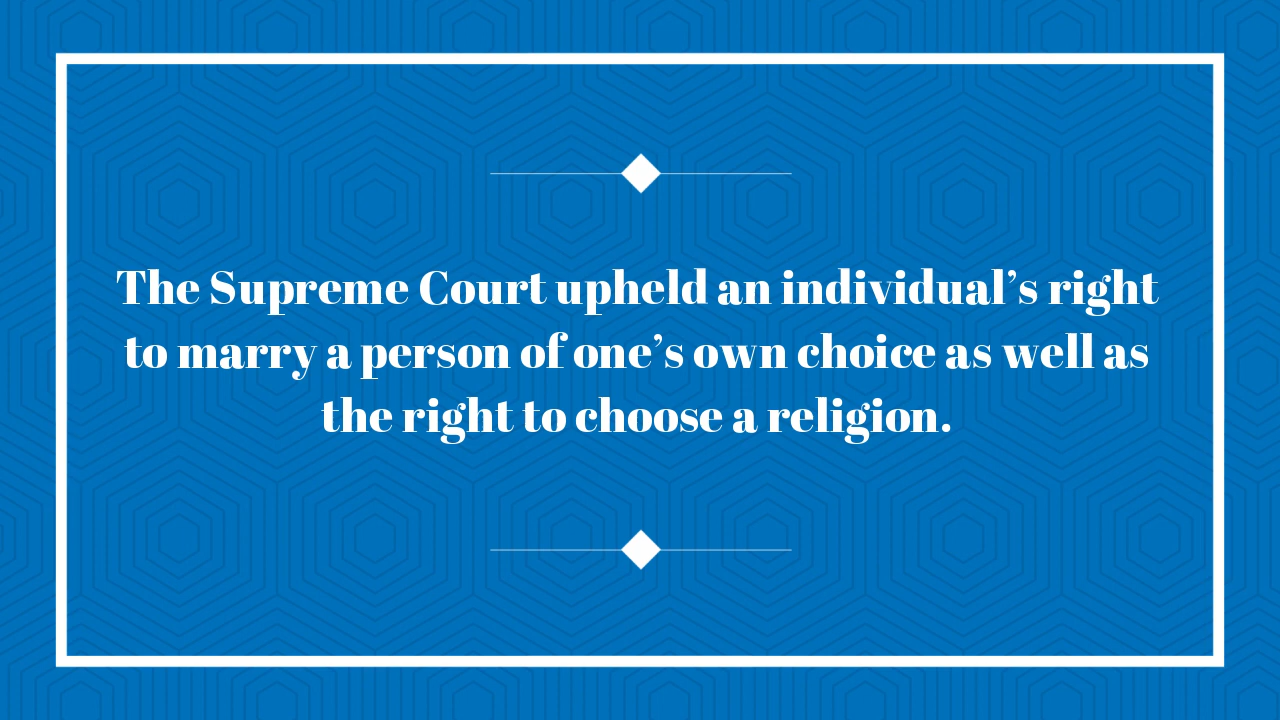 The Supreme Court upheld an individual’s right
to marry a person of one’s own choice as well as
the right to choose a religion.